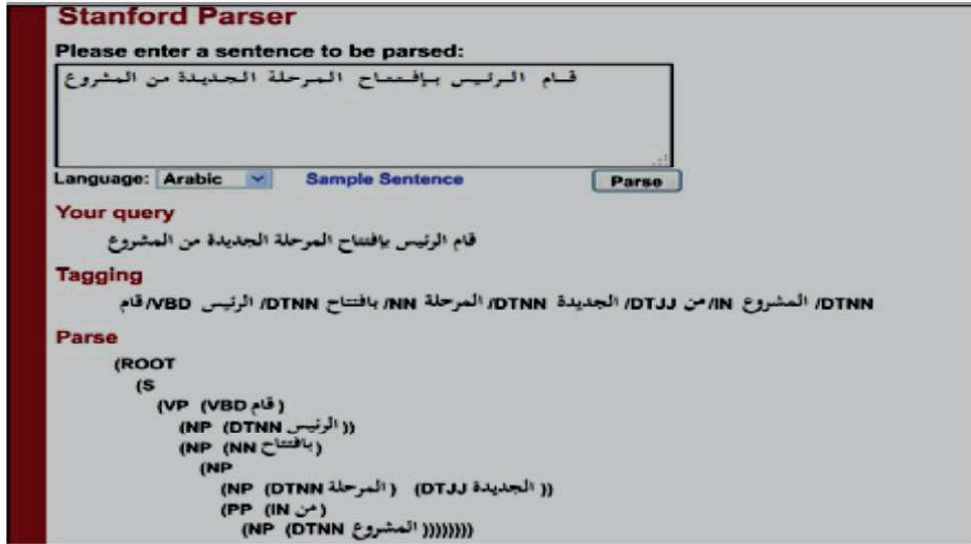 Stanford Parser
Please enter a sentence to be parsed:
قام الرئيس بإفتتاح المرحلة الجديدة من المشروع
Language: Arabic Sample Sentence Parse
Your query
قام الرئيس بإفتتاح المرحلة الجديدة من المشروع
Tagging
قام/VBD الرئيس /DTNN بافتتاح /NN المرحلة /DTNN الجديدة /DTJJ من/IN المشروع /DTNN
Parse
(ROOT
(S
(VP (VBD قام)
(NP (DTNN الرئيس))
(NP (NN بافتتاح)
(NP
(NP (DTNN المرحلة) (DTJJ الجديدة))
(PP (IN من)
(NP (DTNN المشروع))))))))